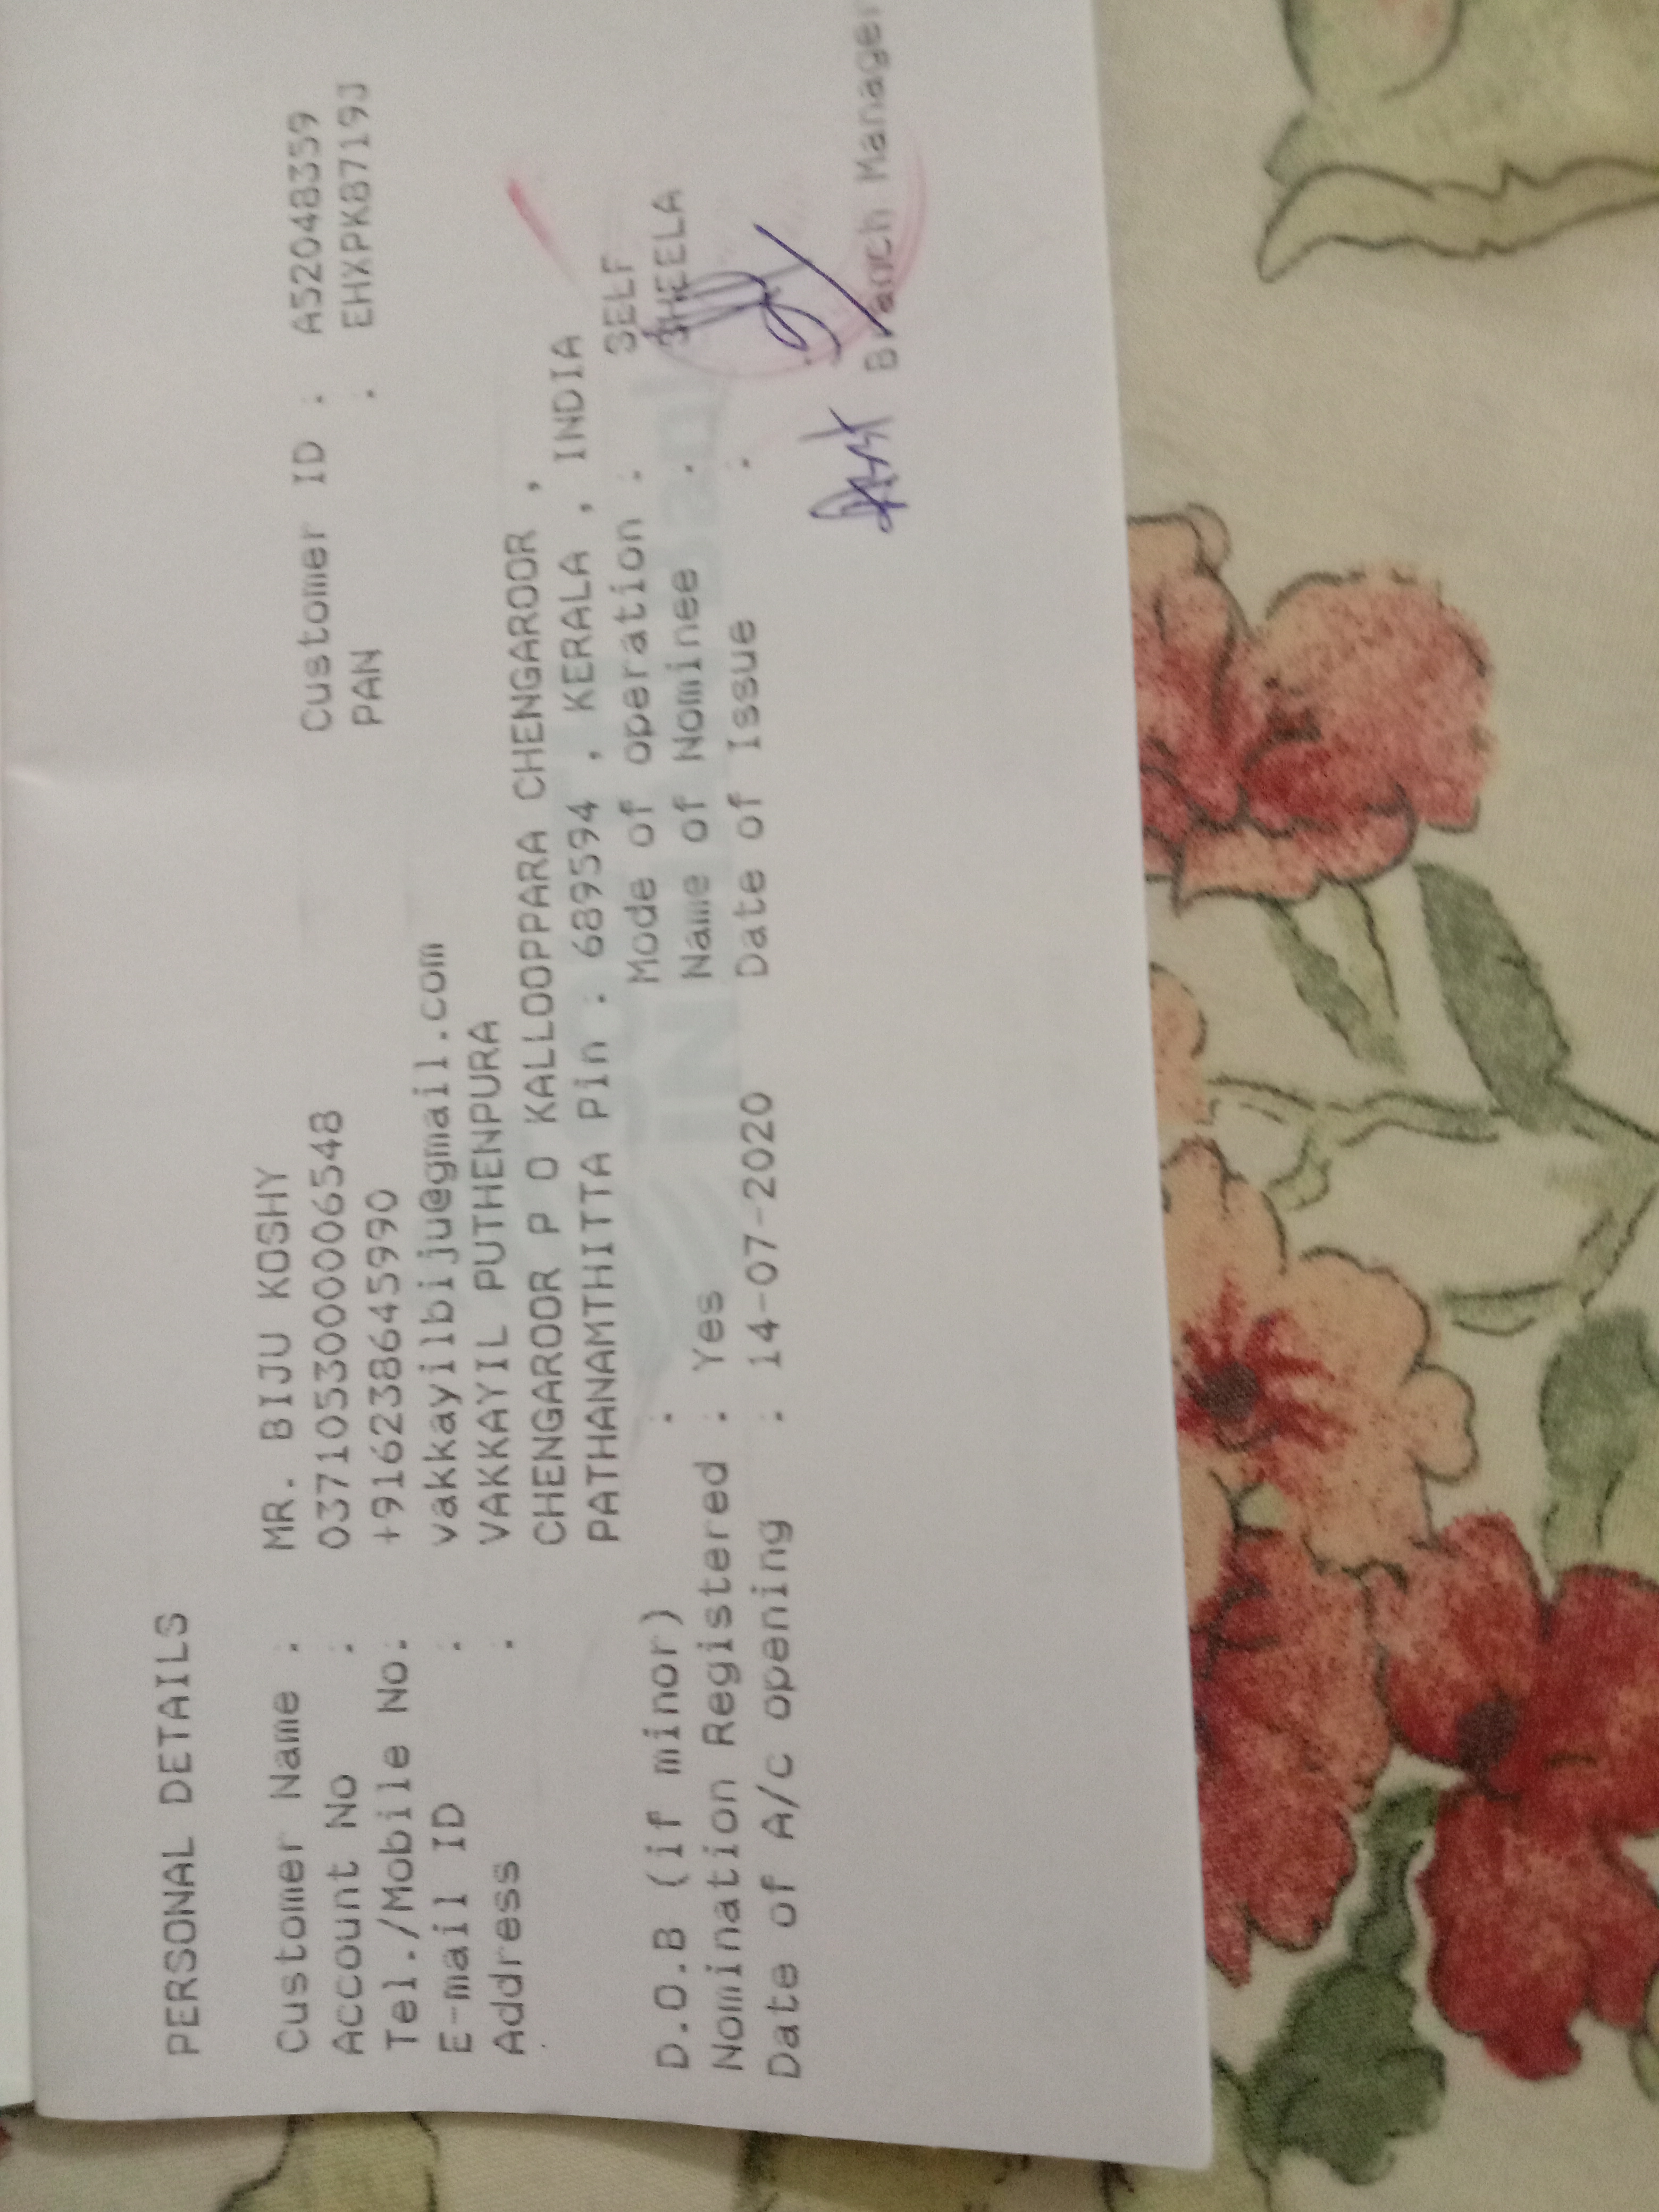 PERSONAL DETAILS
Customer Name : MR. BIJU KOSHY
Account No : 0371053000006548 Customer ID : A52048359
Tel./Mobile No. : +916238645990 PAN : EHXPK8719J
E-mail ID : vakkayilbiju@gmail.com
Address : VAKKAYIL PUTHENPURA
CHENGAROOR P O KALLOOPPARA CHENGAROOR ,
PATHANAMTHITTA Pin : 689594 , KERALA , INDIA
D.O.B (if minor) : Mode of operation : SELF
Nomination Registered : Yes Name of Nominee : SHEELA
Date of A/c opening : 14-07-2020 Date of Issue :
Branch Manager